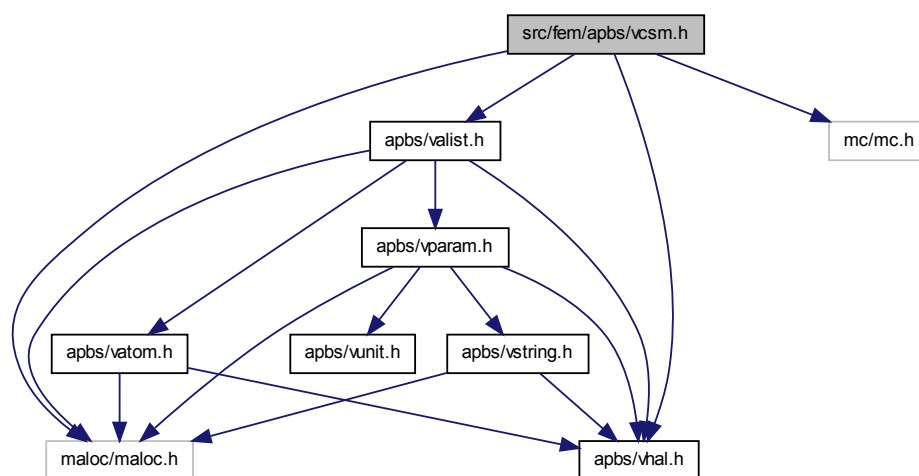 src/fem/apbs/vcsm.h
apbs/valist.h
mc/mc.h
apbs/vparam.h
apbs/vatom.h
apbs/vunit.h
apbs/vstring.h
maloc/maloc.h
apbs/vhal.h